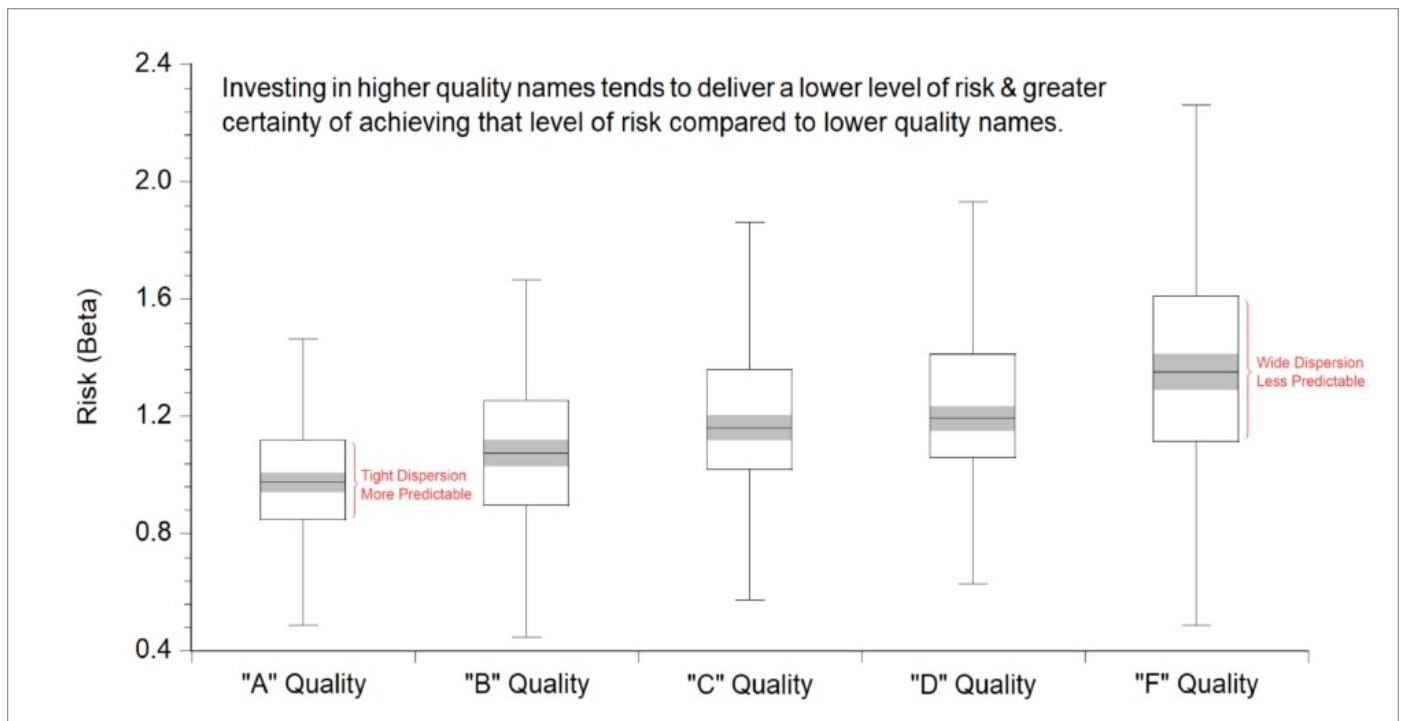 Investing in higher quality names tends to deliver a lower level of risk & greater
certainty of achieving that level of risk compared to lower quality names.
2.4
2.0
1.6
1.2
0.8
0.4
Risk (Beta)
Tight Dispersion
More Predictable
Wide Dispersion
Less Predictable
"A" Quality
"B" Quality
"C" Quality
"D" Quality
"F" Quality